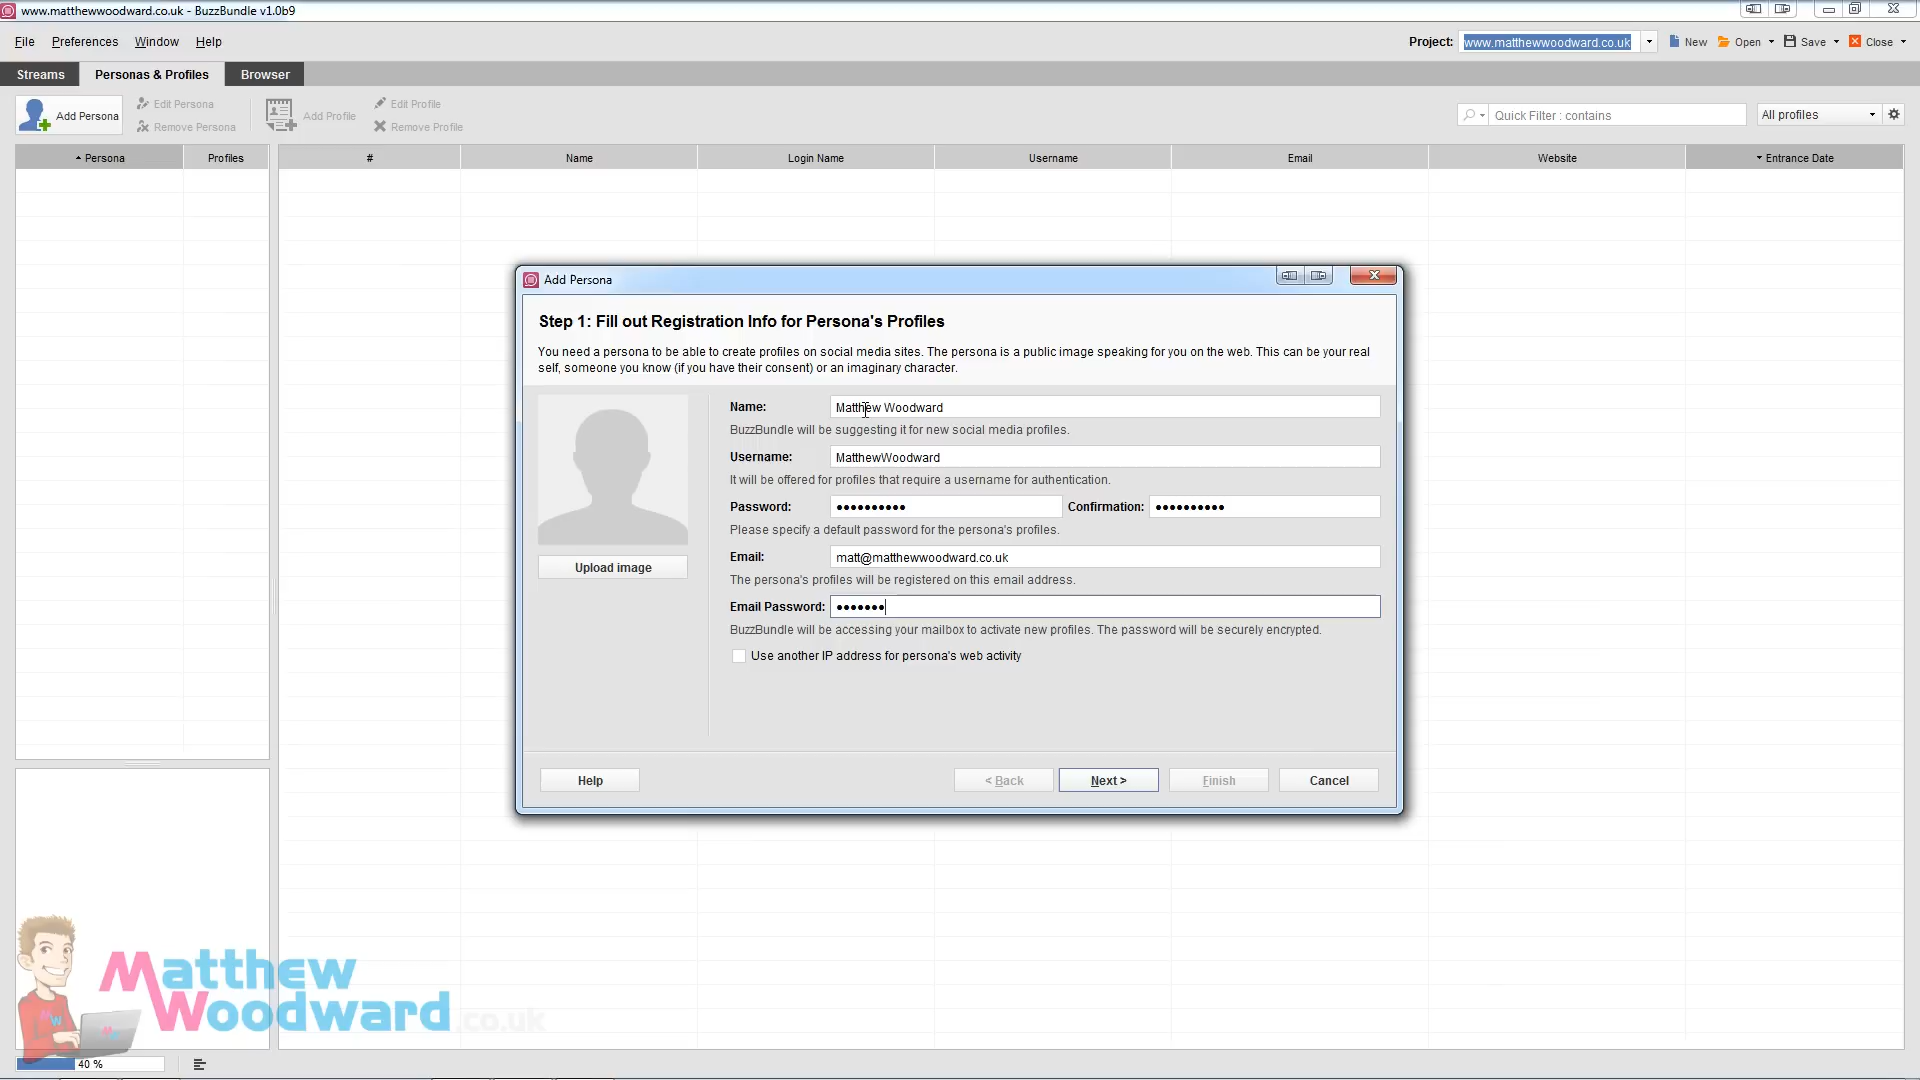 www.matthewwoodward.co.uk - BuzzBundle v1.0b9
File Preferences Window Help
Project: www.matthewwoodward.co.uk New Open Save Close
Streams Personas & Profiles Browser
Add Persona
Edit Persona
Remove Persona
Add Profile
Edit Profile
Remove Profile
Quick Filter : contains
All profiles
Persona Profiles # Name Login Name Username Email Website Entrance Date
Add Persona
Step 1: Fill out Registration Info for Persona's Profiles
You need a persona to be able to create profiles on social media sites. The persona is a public image speaking for you on the web. This can be your real
self, someone you know (if you have their consent) or an imaginary character.
Name: Matthew Woodward
BuzzBundle will be suggesting it for new social media profiles.
Username: MatthewWoodward
It will be offered for profiles that require a username for authentication.
Password: •••••••••• Confirmation: ••••••••••
Please specify a default password for the persona's profiles.
Email: matt@matthewwoodward.co.uk
The persona's profiles will be registered on this email address.
Upload image
Email Password: •••••••
BuzzBundle will be accessing your mailbox to activate new profiles. The password will be securely encrypted.
Use another IP address for persona's web activity
Help < Back Next > Finish Cancel
Matthew
Woodward.co.uk
MW
MW
40 %